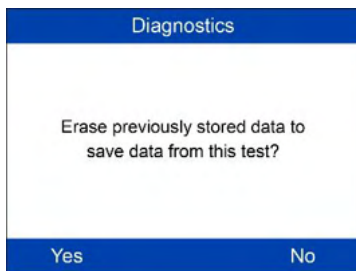 Diagnostics
Erase previously stored data to
save data from this test?
Yes No